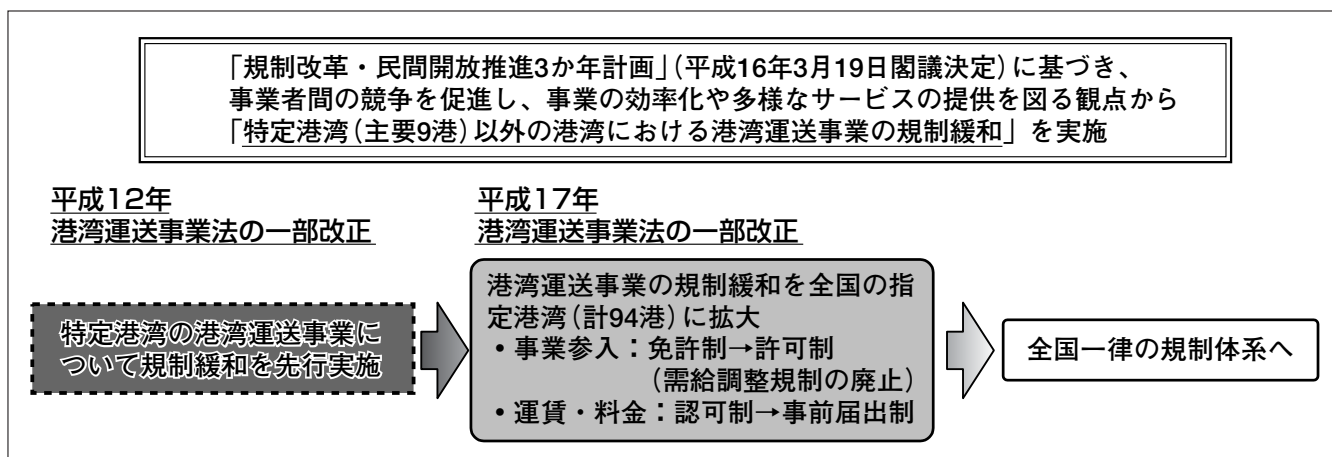 「規制改革・民間開放推進3か年計画」（平成16年3月19日閣議決定）に基づき、
事業者間の競争を促進し、事業の効率化や多様なサービスの提供を図る観点から
「特定港湾（主要9港）以外の港湾における港湾運送事業の規制緩和」を実施
平成12年
港湾運送事業法の一部改正
特定港湾の港湾運送事業に
ついて規制緩和を先行実施
平成17年
港湾運送事業法の一部改正
港湾運送事業の規制緩和を全国の指
定港湾（計94港）に拡大
・事業参入：免許制→許可制
（需給調整規制の廃止）
・運賃・料金：認可制→事前届出制
全国一律の規制体系へ